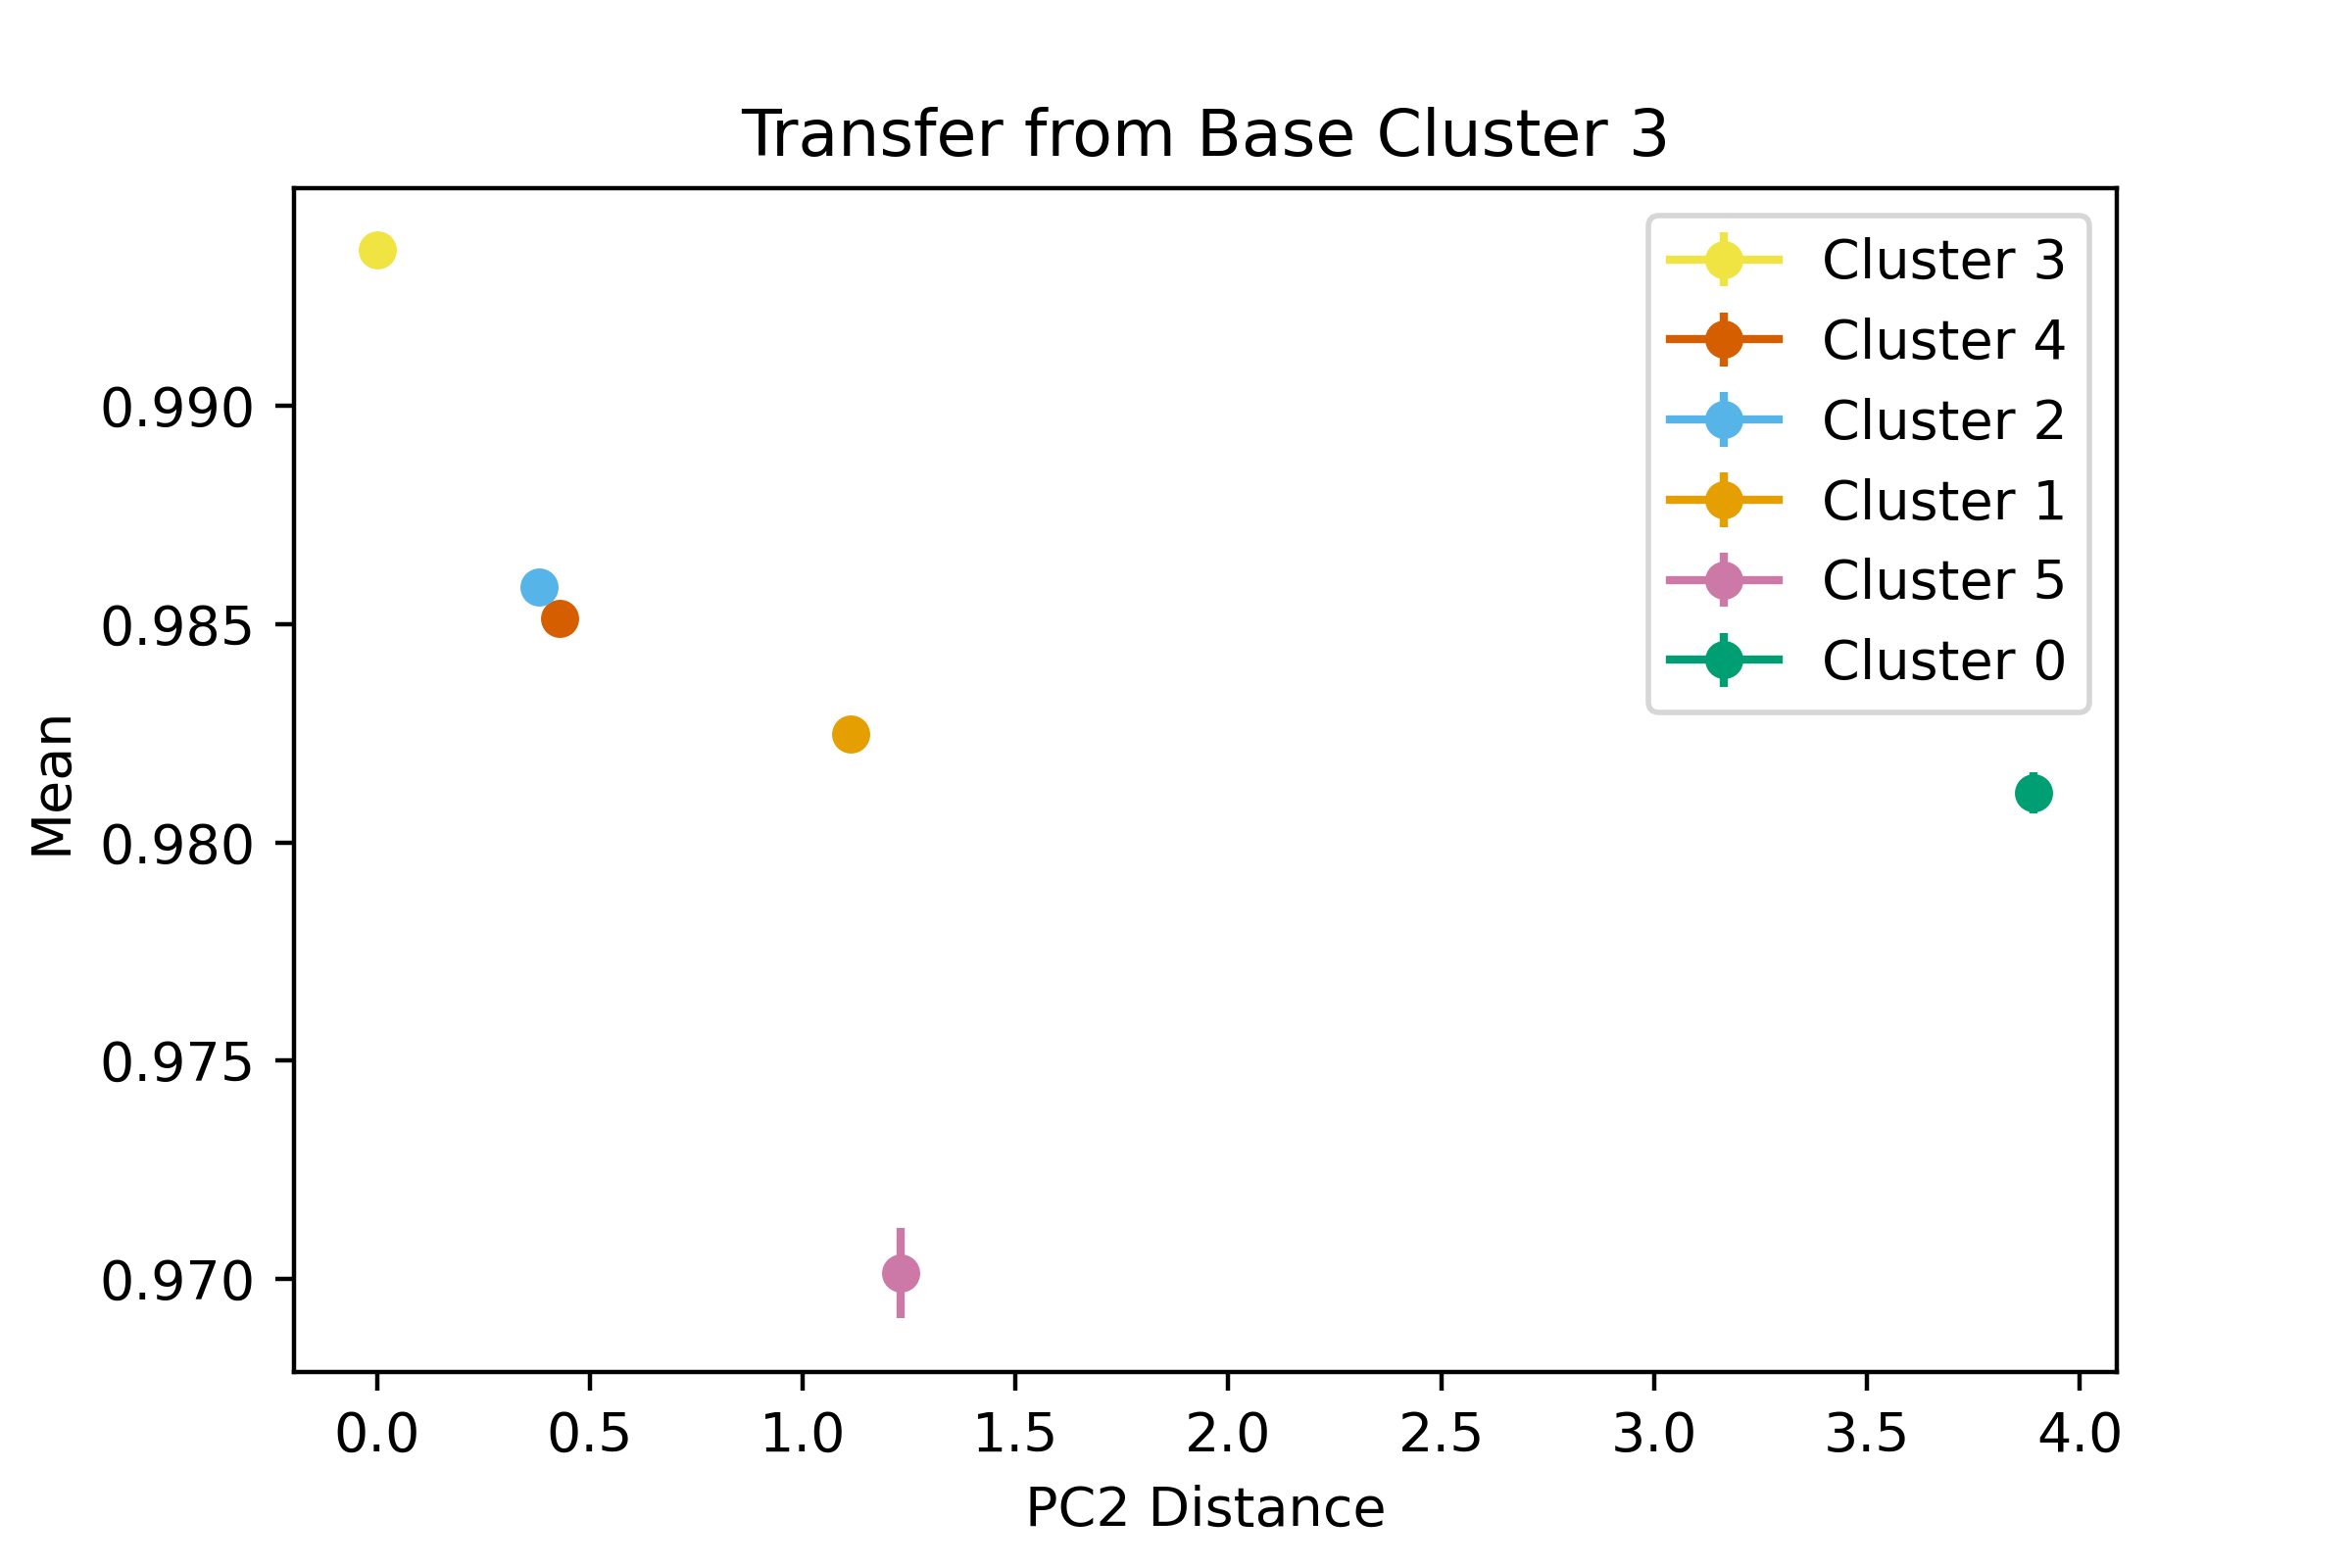 Transfer from Base Cluster 3
Cluster 3
Cluster 4
Cluster 2
Cluster 1
Cluster 5
Cluster 0
Mean
0.990
0.985
0.980
0.975
0.970
0.0 0.5 1.0 1.5 2.0 2.5 3.0 3.5 4.0
PC2 Distance